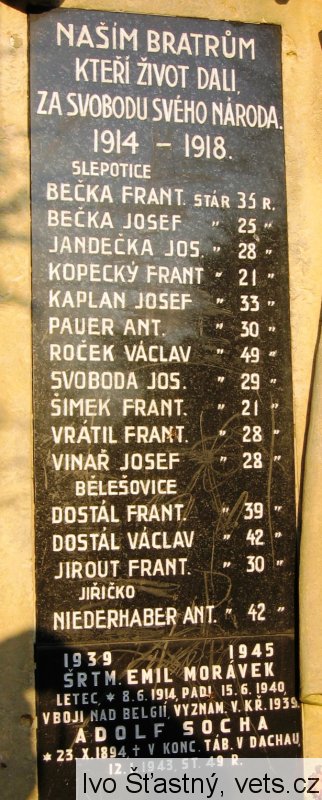 NAŠÍM BRATRŮM
KTEŘÍ ŽIVOT DALI,
ZA SVOBODU SVÉHO NÁRODA.
1914 - 1918.
SLEPOTICE
BEČKA FRANT. STÁR 35 R.
BEČKA JOSEF " 25 "
JANDEČKA JOS. " 28 "
KOPECKÝ FRANT " 21 "
KAPLAN JOSEF " 33 "
PAUER ANT. " 30 "
ROČEK VÁCLAV " 49 "
SVOBODA JOS. " 29 "
ŠIMEK FRANT. " 21 "
VRÁTIL FRANT. " 28 "
VINAŘ JOSEF " 28 "
BĚLEŠOVICE
DOSTÁL FRANT. " 39 "
DOSTÁL VÁCLAV " 42 "
JIROUT FRANT. " 30 "
JIŘÍČKO
NIEDERHABER ANT. " 42 "
1939 1945
ŠRTM. EMIL MORÁVEK
LETEC, * 8.6.1914, PADL 15.6.1940,
V BOJI NAD BELGIÍ, VYZNAM. V. KŘ. 1939.
ADOLF SOCHA
* 23.X.1894, † V KONC. TÁB. V DACHAU,
1943, ST. 49 R.
Ivo Šťastný, vets.cz